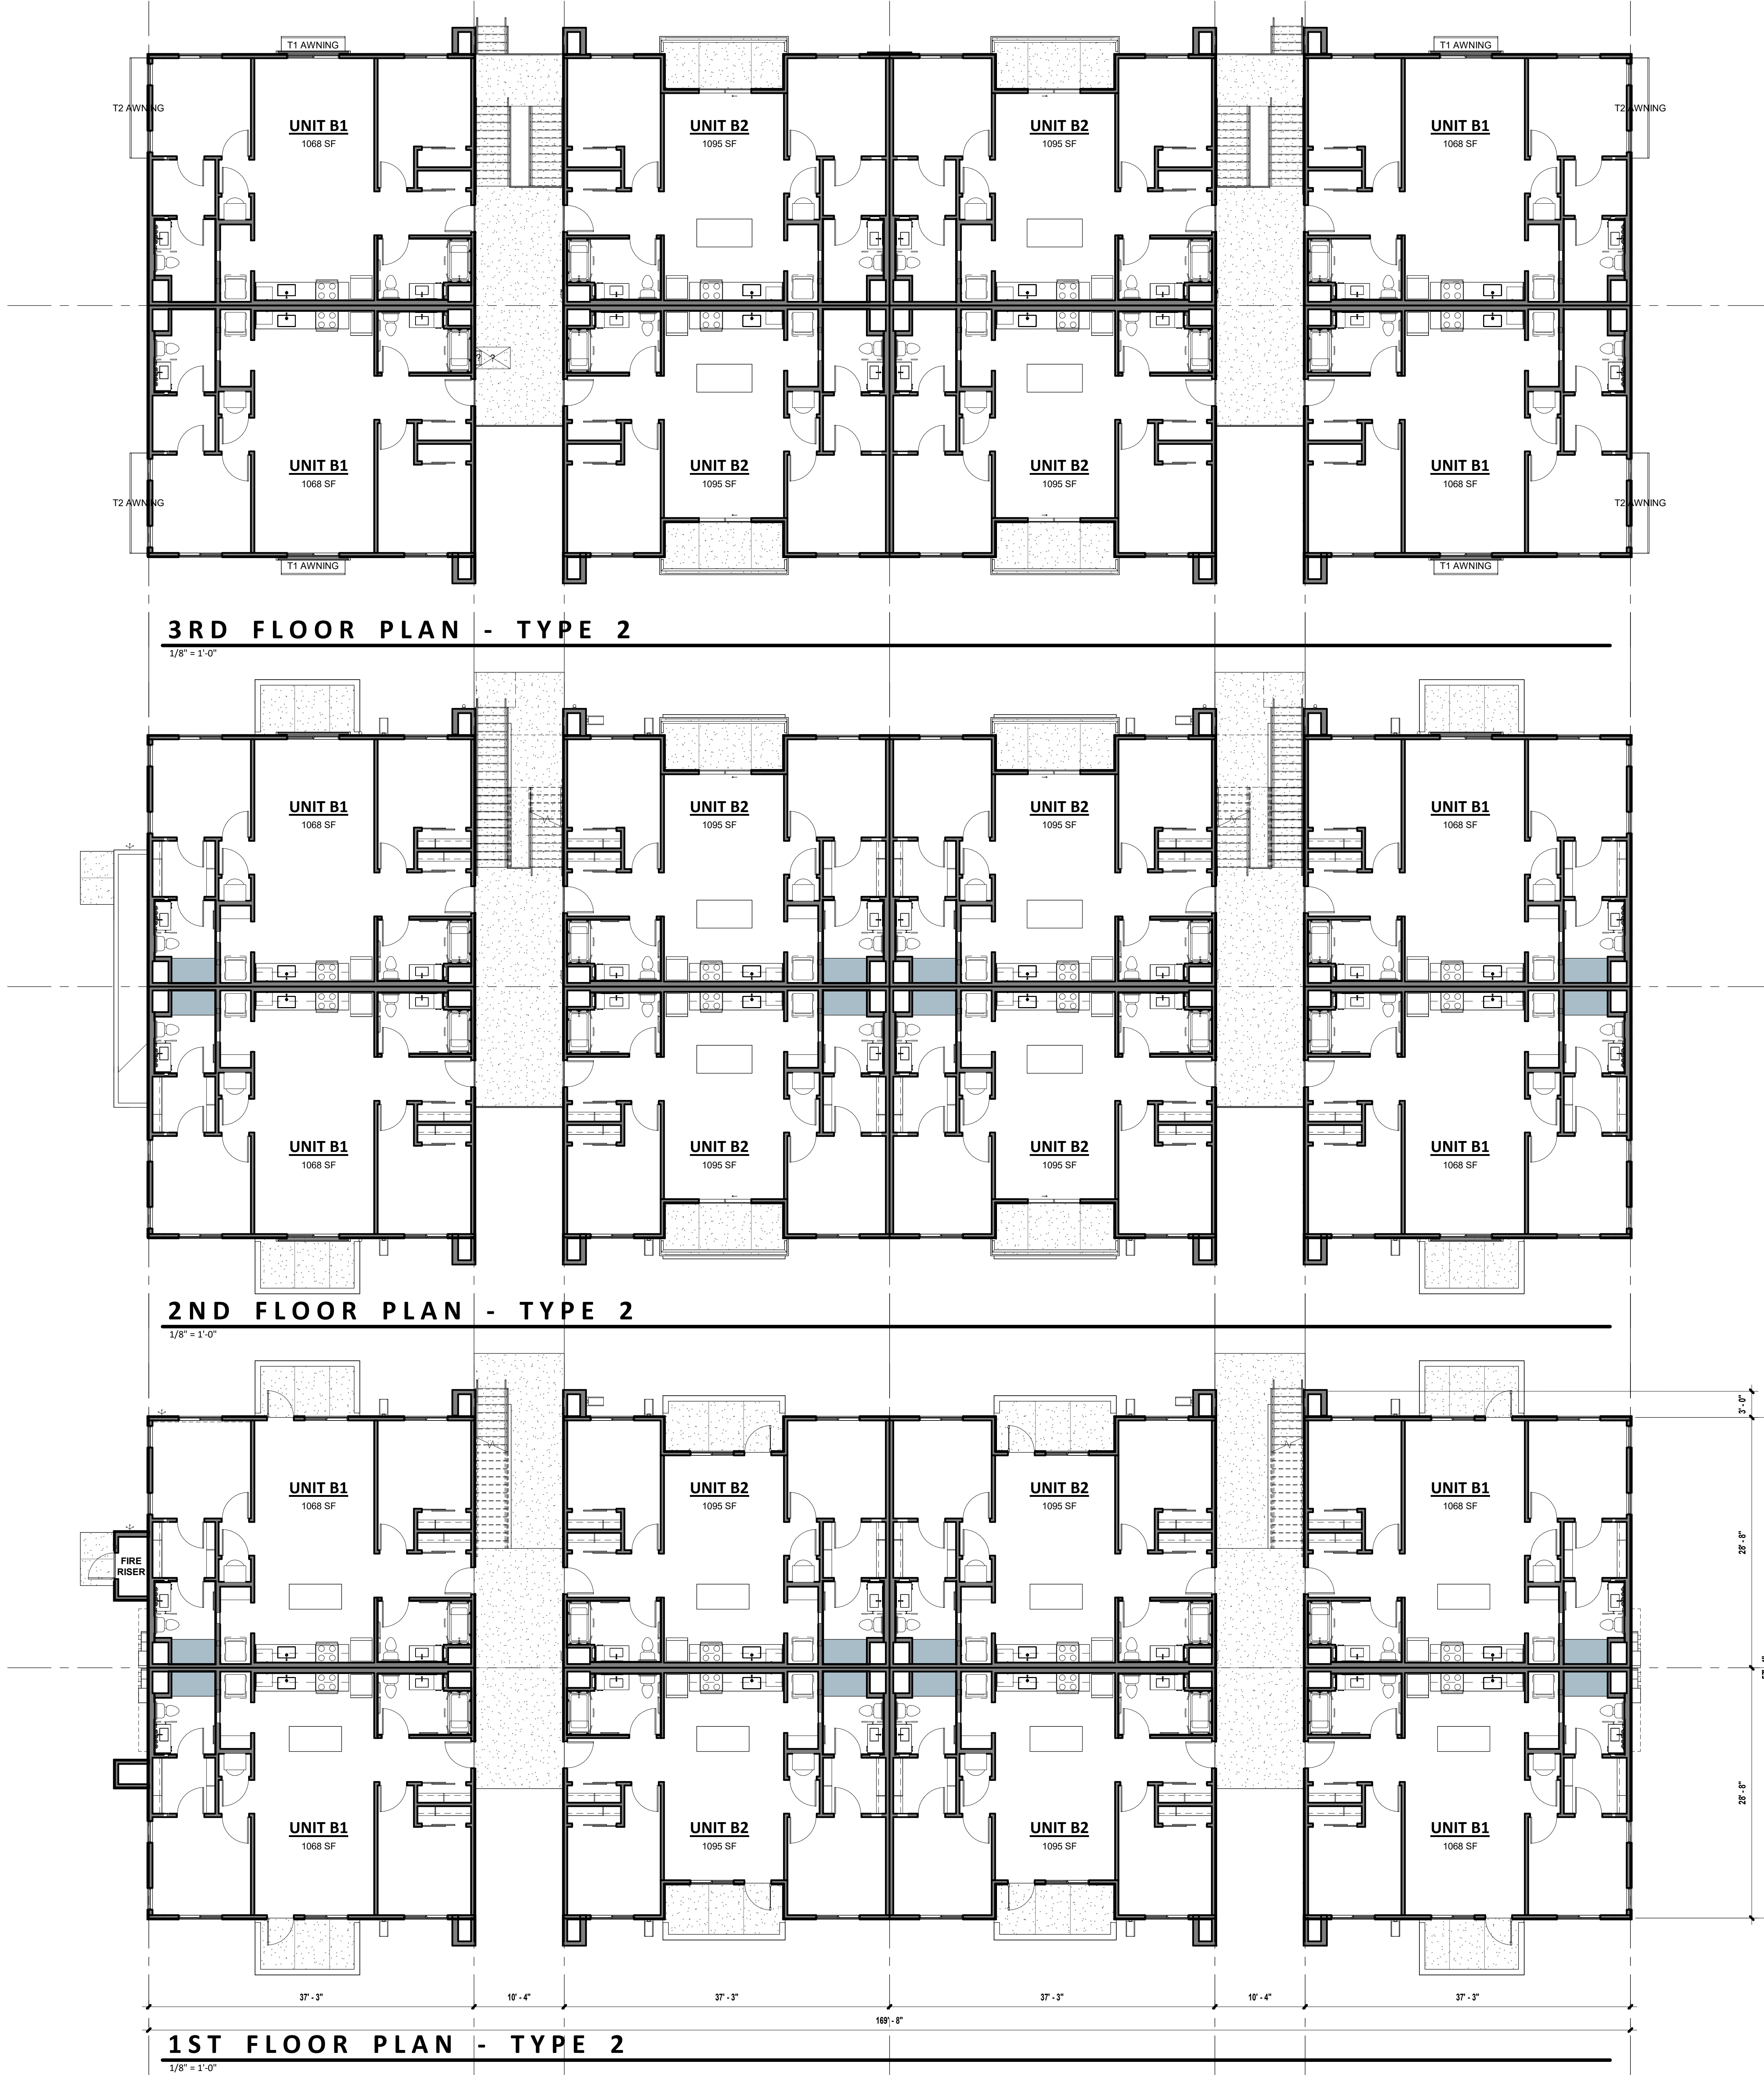 T1 AWNING
T1 AWNING
T2 AWNING
T2 AWNING
UNIT B1
1068 SF
UNIT B2
1095 SF
UNIT B2
1095 SF
UNIT B1
1068 SF
?
?
UNIT B1
1068 SF
UNIT B2
1095 SF
UNIT B2
1095 SF
UNIT B1
1068 SF
T2 AWNING
T2 AWNING
T1 AWNING
T1 AWNING
3RD FLOOR PLAN - TYPE 2
1/8" = 1'-0"
UNIT B1
1068 SF
UNIT B2
1095 SF
UNIT B2
1095 SF
UNIT B1
1068 SF
UNIT B1
1068 SF
UNIT B2
1095 SF
UNIT B2
1095 SF
UNIT B1
1068 SF
2ND FLOOR PLAN - TYPE 2
1/8" = 1'-0"
3' - 0"
UNIT B1
1068 SF
UNIT B2
1095 SF
UNIT B2
1095 SF
UNIT B1
1068 SF
28' - 8"
FIRE
RISER
28' - 8"
UNIT B1
1068 SF
UNIT B2
1095 SF
UNIT B2
1095 SF
UNIT B1
1068 SF
37' - 3"
10' - 4"
37' - 3"
37' - 3"
10' - 4"
37' - 3"
169' - 8"
1ST FLOOR PLAN - TYPE 2
1/8" = 1'-0"